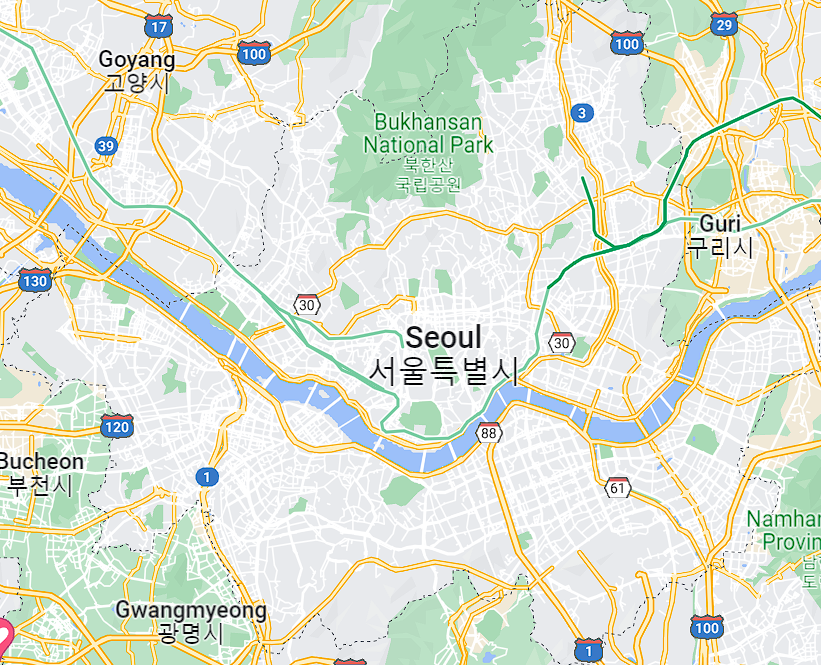 17
29
100
100
Goyang
고양시
3
Bukhansan
National Park
북한산
국립공원
39
Guri
구리시
130
30
Seoul
서울특별시
30
120
88
Bucheon
부천시
1
61
Gwangmyeong
광명시
100
1